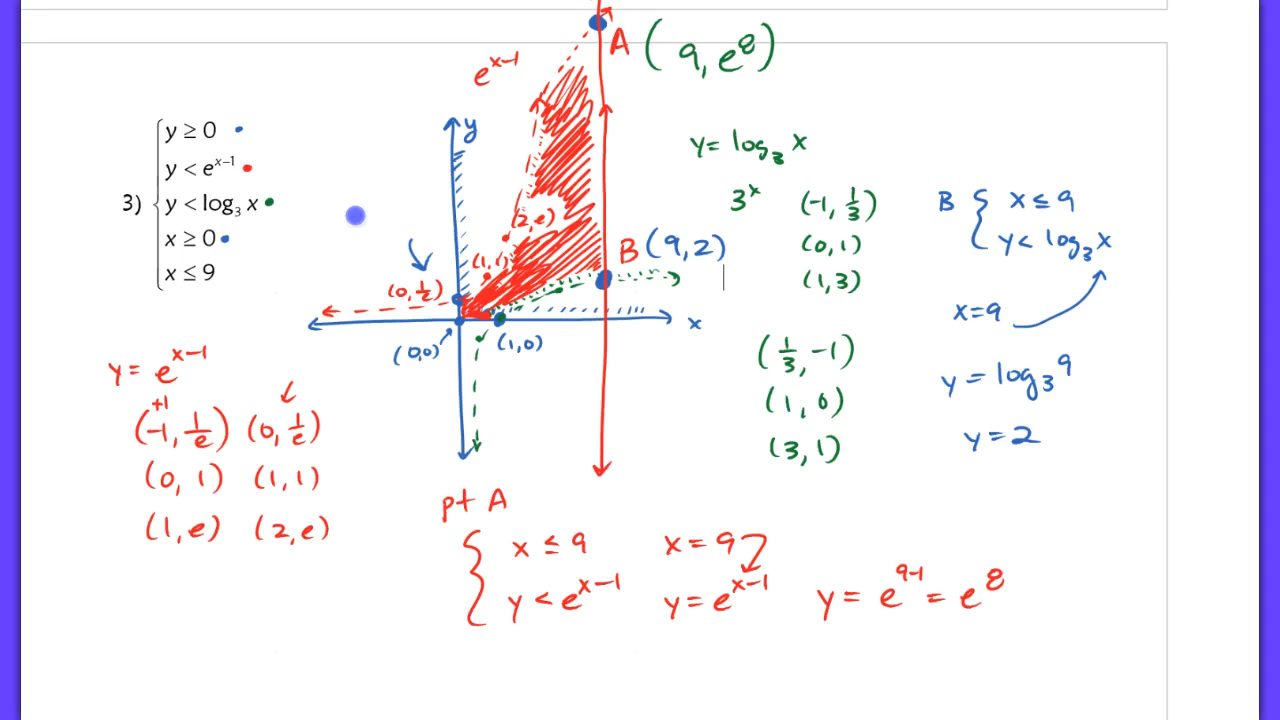 3) { y ≥ 0
y < e^(x−1)
y < log₃ x
x ≥ 0
x ≤ 9
e^(x−1)
A (9, e^8)
y
(2, e)
(1, 1)
(0, 1/e)
B (9, 2)
x
(0,0)
(1,0)
y = log₃ x
3^x (-1, 1/3)
(0, 1)
(1, 3)
(1/3, -1)
(1, 0)
(3, 1)
B { x ≤ 9
y < log₃ x
x = 9
y = log₃ 9
y = 2
y = e^(x−1)
+1
(-1, 1/e) (0, 1/e)
(0, 1) (1, 1)
(1, e) (2, e)
pt A
{ x ≤ 9 x = 9
y < e^(x−1) y = e^(x−1) y = e^(9-1) = e^8